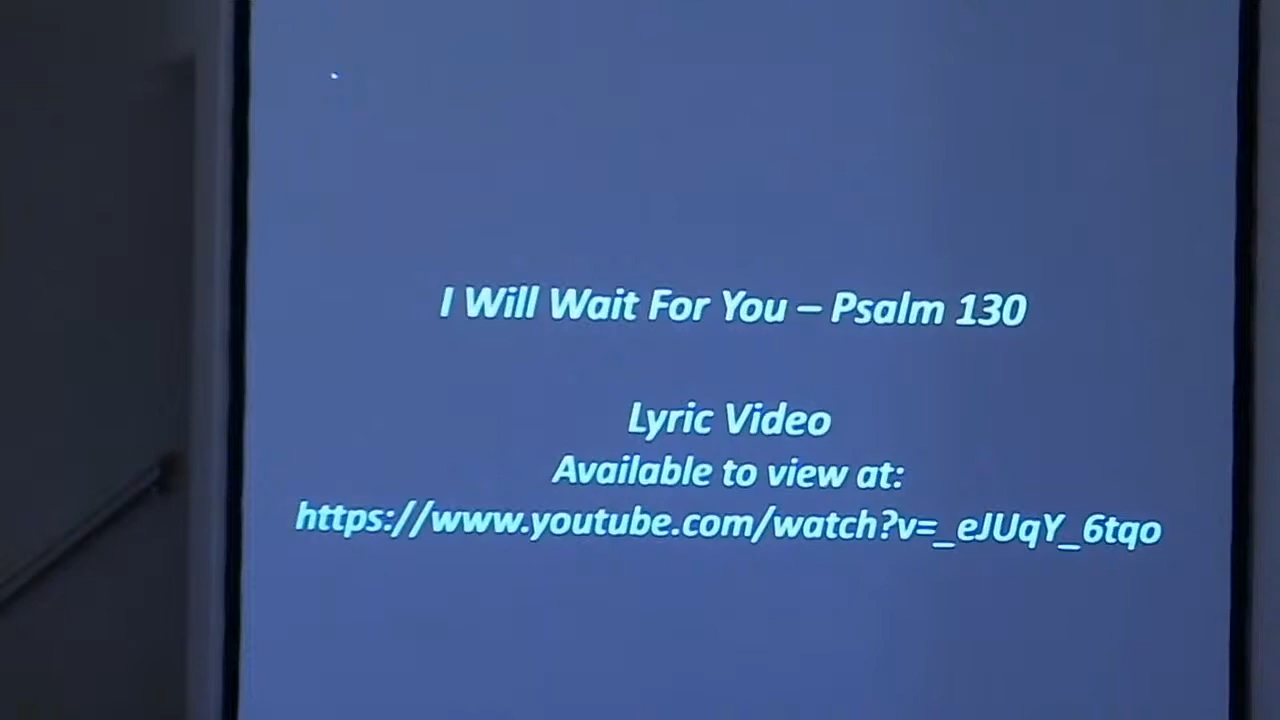 I Will Wait For You – Psalm 130
Lyric Video
Available to view at:
https://www.youtube.com/watch?v=_eJUqY_6tqo